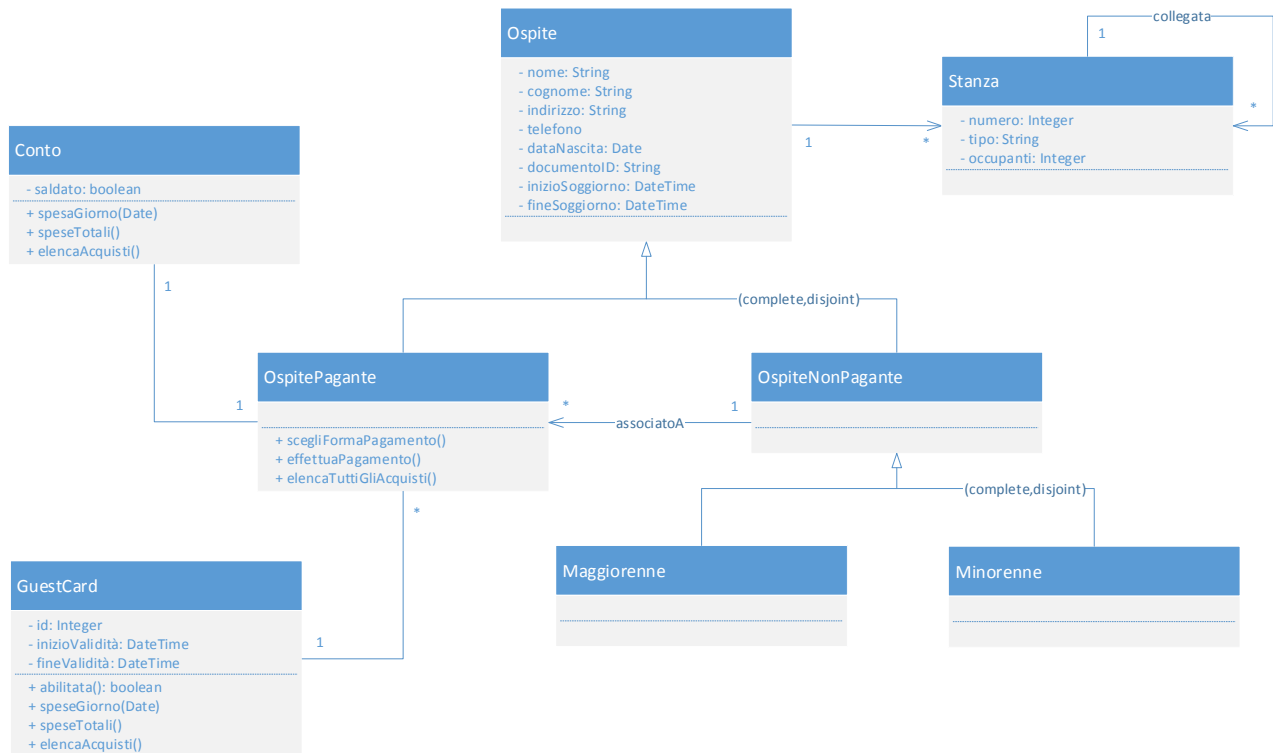 Ospite
- nome: String
- cognome: String
- indirizzo: String
- telefono
- dataNascita: Date
- documentoID: String
- inizioSoggiorno: DateTime
- fineSoggiorno: DateTime
collegata
1
*
Stanza
- numero: Integer
- tipo: String
- occupanti: Integer
1
*
Conto
- saldato: boolean
+ spesaGiorno(Date)
+ speseTotali()
+ elencaAcquisti()
1
1
(complete,disjoint)
OspitePagante
+ scegliFormaPagamento()
+ effettuaPagamento()
+ elencaTuttiGliAcquisti()
*
associatoA
1
OspiteNonPagante
(complete,disjoint)
Maggiorenne
Minorenne
*
1
GuestCard
- id: Integer
- inizioValidità: DateTime
- fineValidità: DateTime
+ abilitata(): boolean
+ speseGiorno(Date)
+ speseTotali()
+ elencaAcquisti()